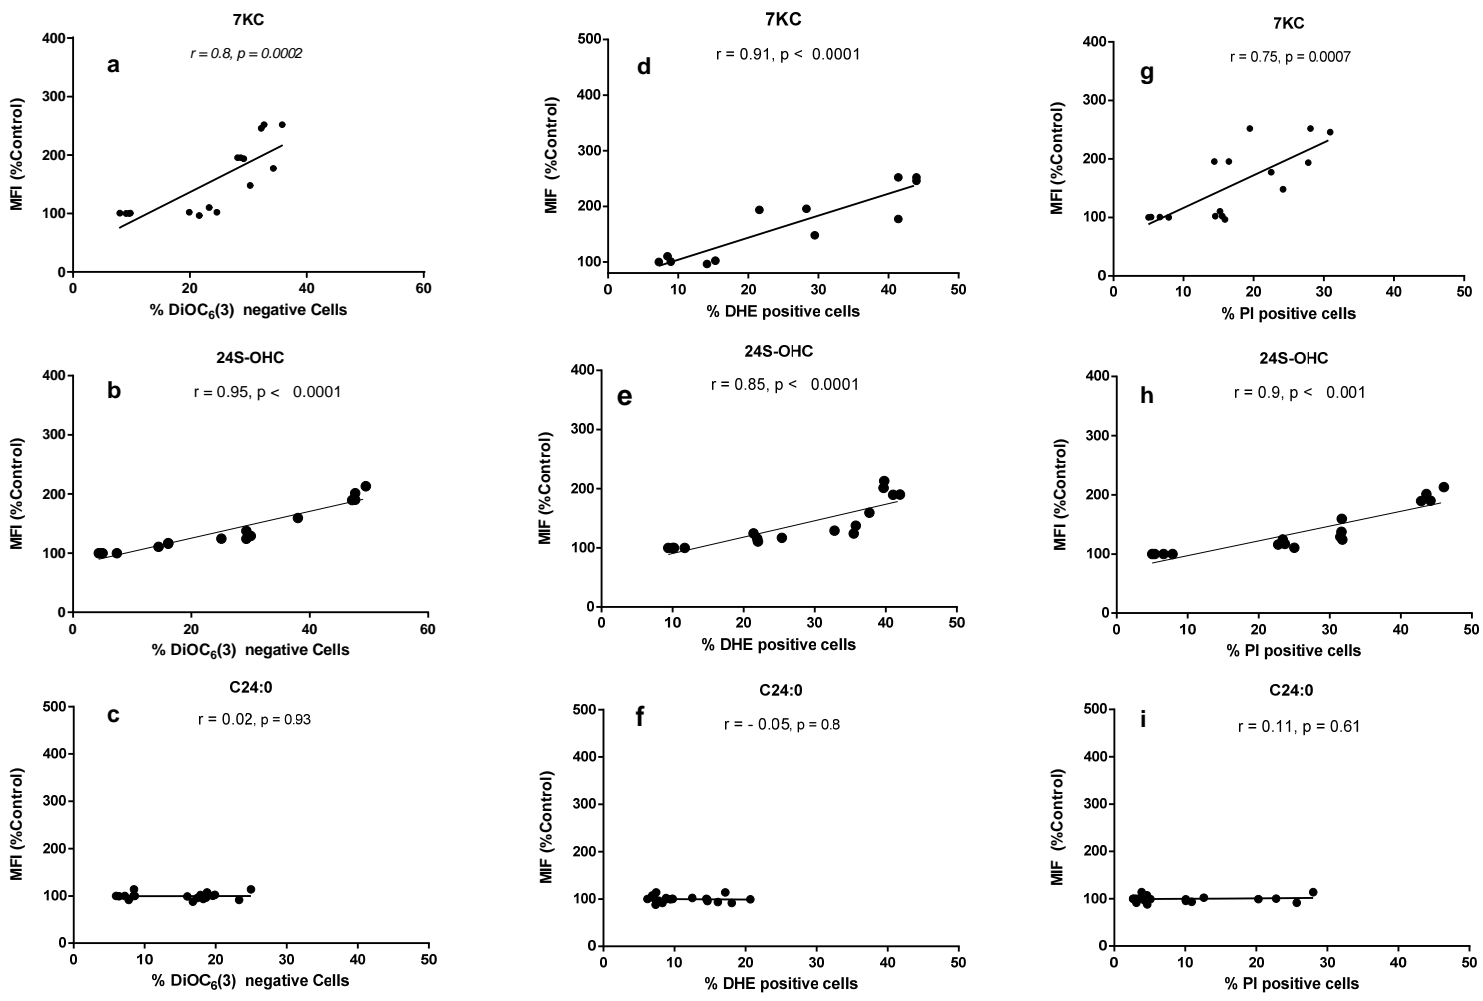 7KC
r = 0.8, p = 0.0002
a
400
300
200
100
0
0 20 40 60
MFI (%Control)
% DiOC6(3) negative Cells
7KC
r = 0.91, p < 0.0001
d
500
400
300
200
100
0 10 20 30 40 50
MIF (%Control)
% DHE positive cells
7KC
r = 0.75, p = 0.0007
g
400
300
200
100
0
0 10 20 30 40 50
MFI (%Control)
% PI positive cells
24S-OHC
r = 0.95, p < 0.0001
b
400
300
200
100
0
0 20 40 60
MFI (%Control)
% DiOC6(3) negative Cells
24S-OHC
r = 0.85, p < 0.0001
e
400
300
200
100
0
0 10 20 30 40 50
MIF (%Control)
% DHE positive cells
24S-OHC
r = 0.9, p < 0.001
h
400
300
200
100
0
0 10 20 30 40 50
MFI (%Control)
% PI positive cells
C24:0
r = 0.02, p = 0.93
c
500
400
300
200
100
0
0 10 20 30 40 50
MFI (%Control)
% DiOC6(3) negative Cells
C24:0
r = - 0.05, p = 0.8
f
500
400
300
200
100
0
0 10 20 30 40 50
MIF (%Control)
% DHE positive cells
C24:0
r = 0.11, p = 0.61
i
500
400
300
200
100
0
0 10 20 30 40 50
MIF (%Control)
% PI positive cells